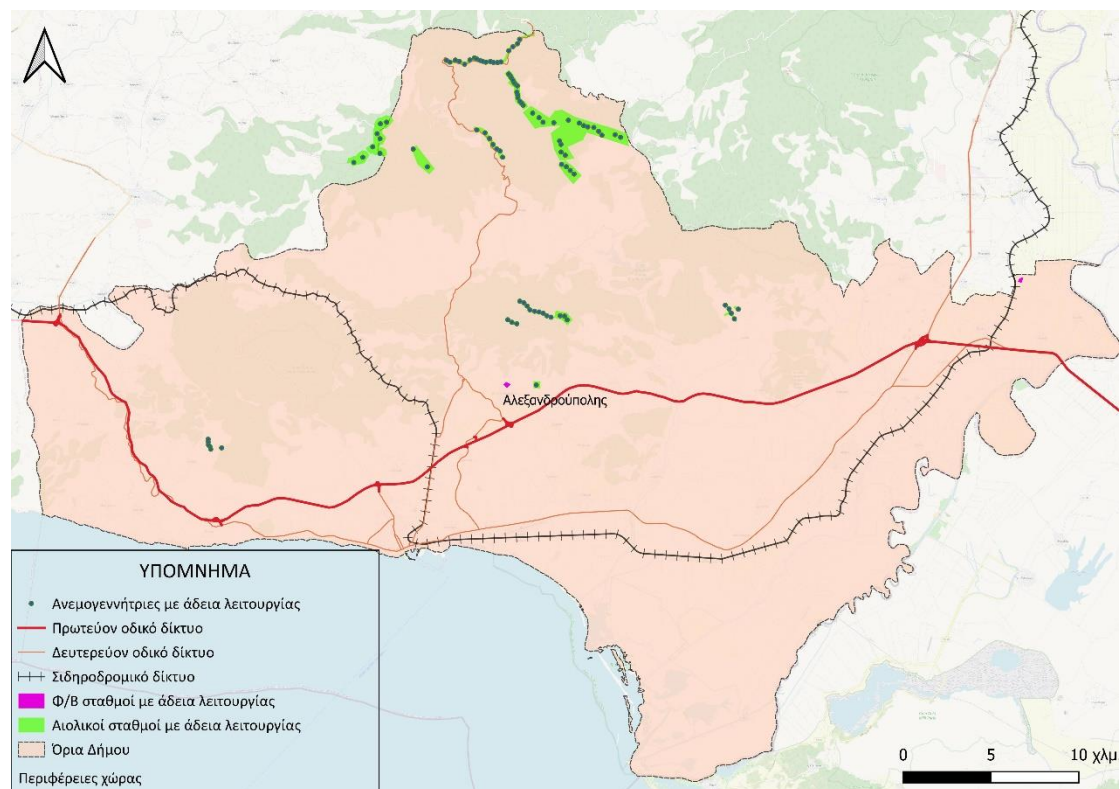 Αλεξανδρούπολης
ΥΠΟΜΝΗΜΑ
Ανεμογεννήτριες με άδεια λειτουργίας
Πρωτεύον οδικό δίκτυο
Δευτερεύον οδικό δίκτυο
Σιδηροδρομικό δίκτυο
Φ/Β σταθμοί με άδεια λειτουργίας
Αιολικοί σταθμοί με άδεια λειτουργίας
Όρια Δήμου
Περιφέρειες χώρας
0 5 10 χλμ